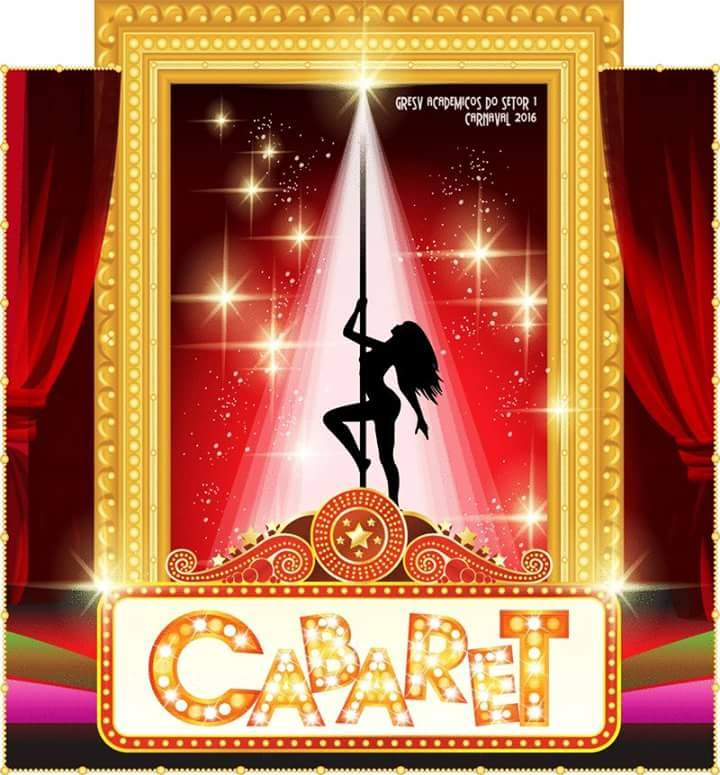 GRESV ACADEMICOS DO SETOR 1
CARNAVAL 2016
CABARET